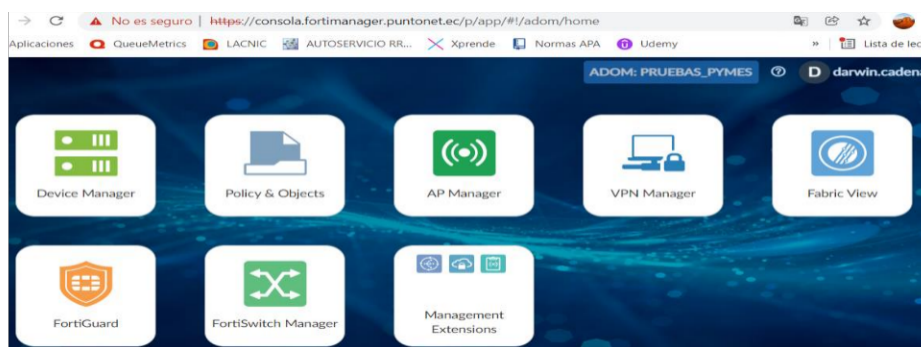 No es seguro | https://consola.fortimanager.puntonet.ec/p/app/#!/adom/home
Aplicaciones QueueMetrics LACNIC AUTOSERVICIO RR... Xprende Normas APA Udemy » Lista de lec
ADOM: PRUEBAS_PYMES D darwin.cadena
Device Manager Policy & Objects AP Manager VPN Manager Fabric View
FortiGuard FortiSwitch Manager Management
Extensions